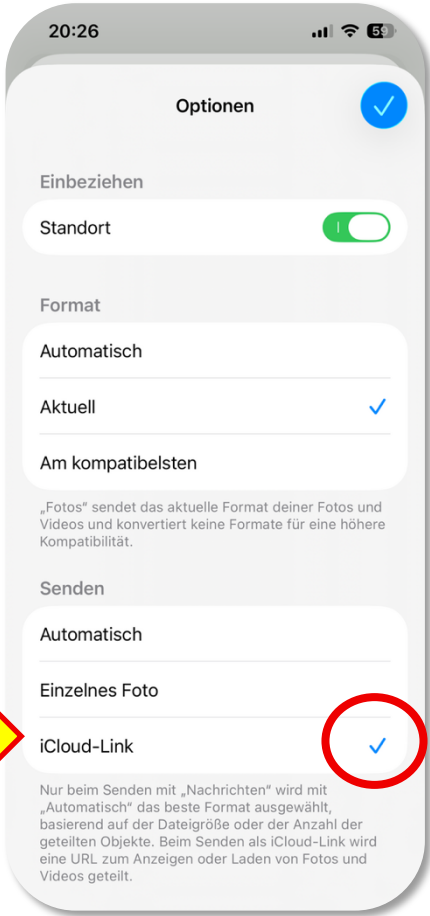 20:26
59
Optionen
Einbeziehen
Standort
Format
Automatisch
Aktuell
Am kompatibelsten
„Fotos" sendet das aktuelle Format deiner Fotos und
Videos und konvertiert keine Formate für eine höhere
Kompatibilität.
Senden
Automatisch
Einzelnes Foto
iCloud-Link
Nur beim Senden mit „Nachrichten" wird mit
„Automatisch" das beste Format ausgewählt,
basierend auf der Dateigröße oder der Anzahl der
geteilten Objekte. Beim Senden als iCloud-Link wird
eine URL zum Anzeigen oder Laden von Fotos und
Videos geteilt.